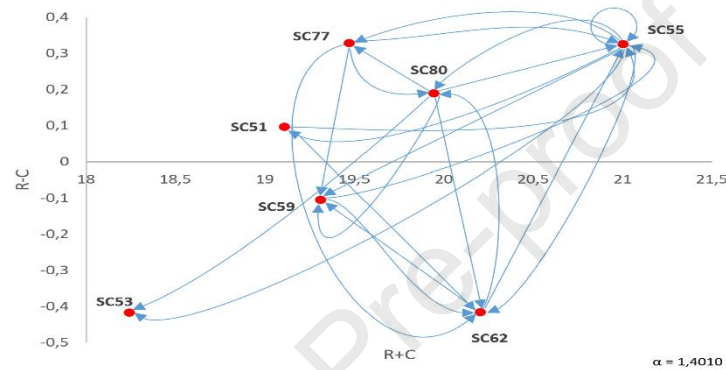 0,4
0,3
0,2
0,1
0
-0,1
-0,2
-0,3
-0,4
-0,5
R-C
18
18,5
19
19,5
20
20,5
21
21,5
R+C
SC77
SC55
SC80
SC51
SC59
SC53
SC62
α = 1,4010
Pre-proof